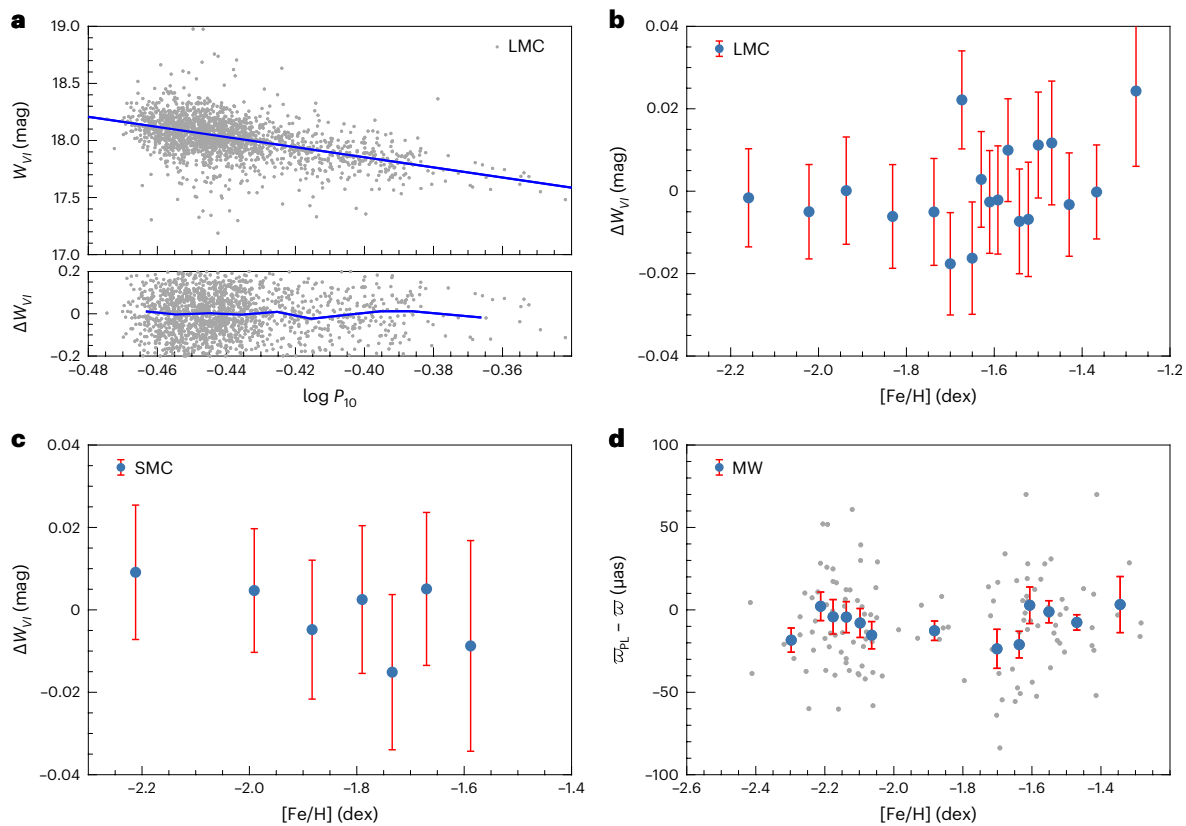 a
19.0
18.5
18.0
17.5
17.0
W_VI (mag)
LMC
0.2
0
–0.2
ΔW_VI
–0.48
–0.46
–0.44
–0.42
–0.40
–0.38
–0.36
log P_10
b
0.04
0.02
0
–0.02
–0.04
ΔW_VI (mag)
LMC
–2.2
–2.0
–1.8
–1.6
–1.4
–1.2
[Fe/H] (dex)
c
0.04
0.02
0
–0.02
–0.04
ΔW_VI (mag)
SMC
–2.2
–2.0
–1.8
–1.6
–1.4
[Fe/H] (dex)
d
100
50
0
–50
–100
ϖ_PL – ϖ (µas)
MW
–2.6
–2.4
–2.2
–2.0
–1.8
–1.6
–1.4
[Fe/H] (dex)